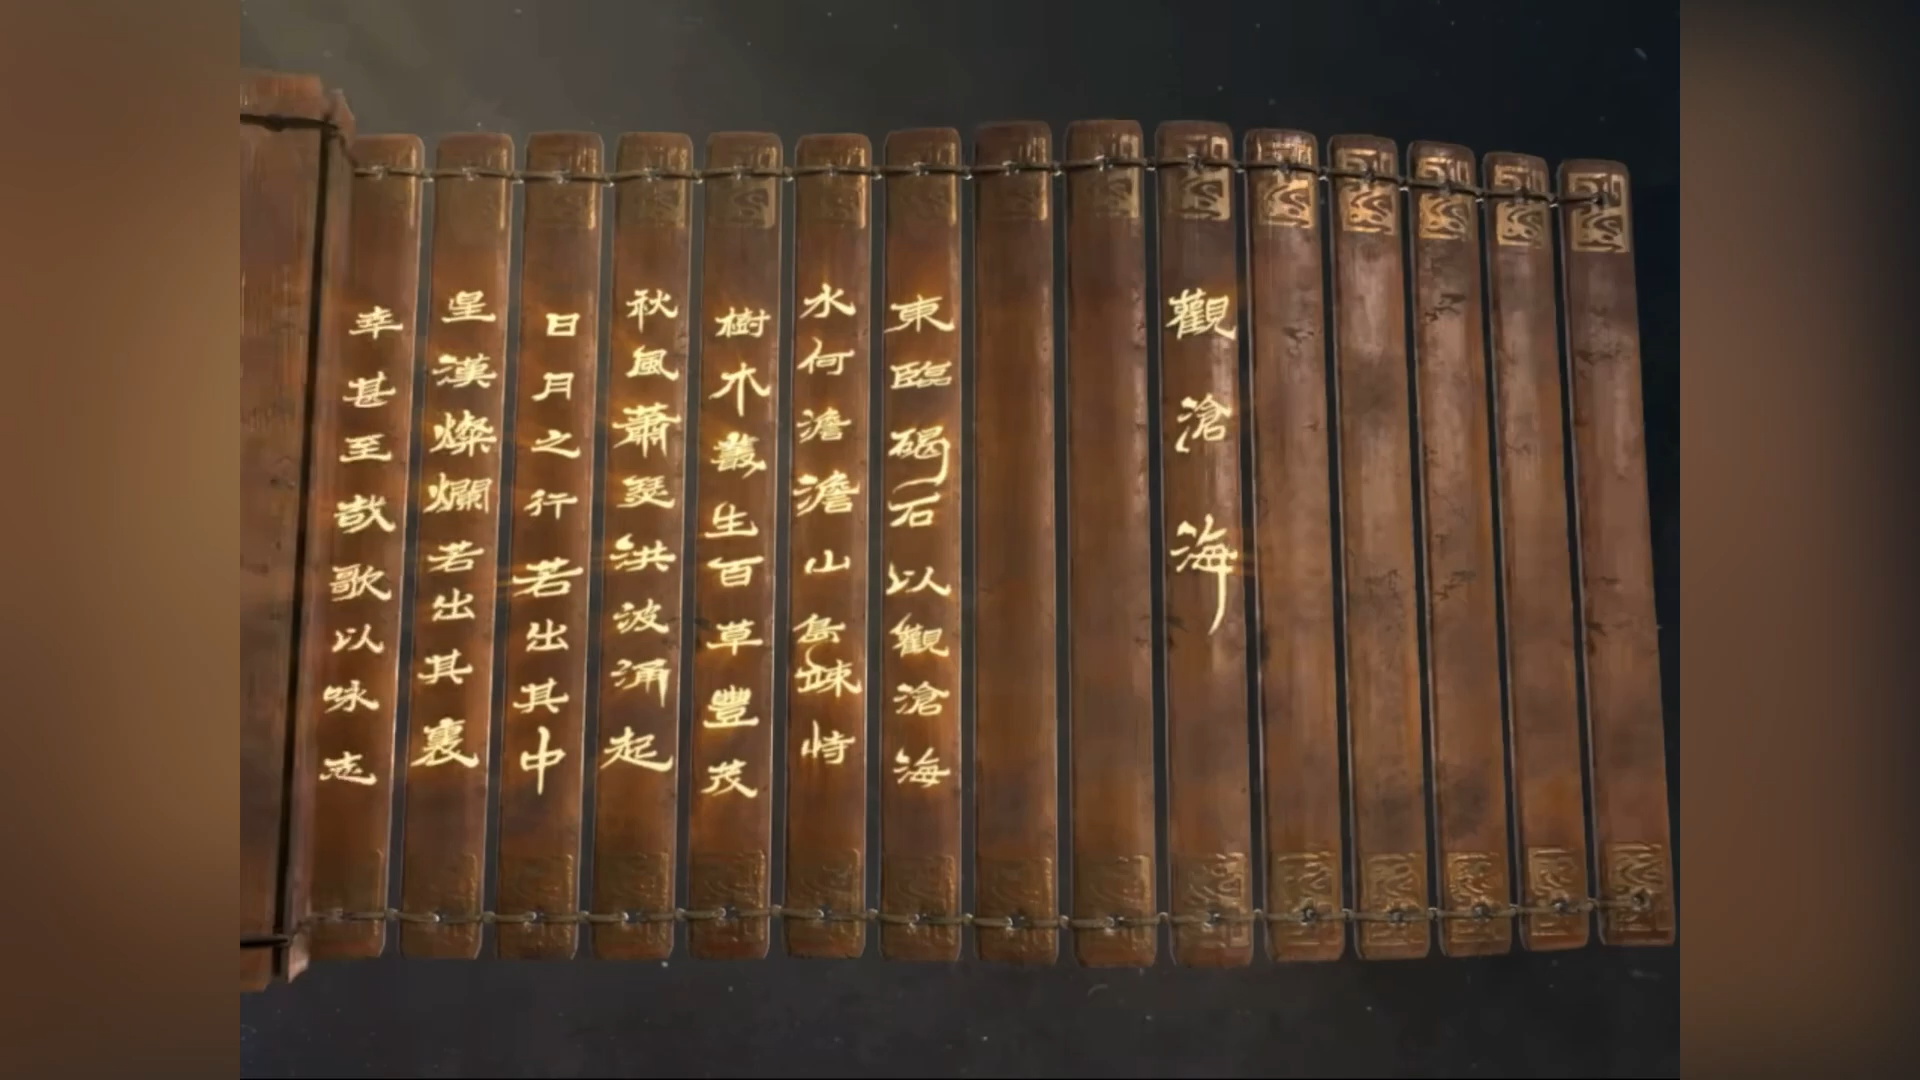 觀滄海
東臨碣石以觀滄海
水何澹澹山島竦峙
樹木叢生百草豐茂
秋風蕭瑟洪波涌起
日月之行若出其中
星漢燦爛若出其裏
幸甚至哉歌以咏志